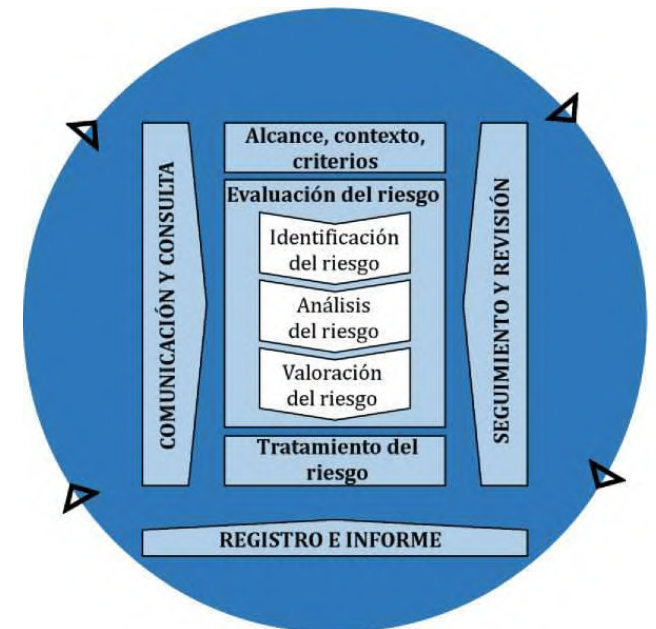 Alcance, contexto,
criterios
Evaluación del riesgo
Identificación
del riesgo
Análisis
del riesgo
Valoración
del riesgo
Tratamiento del
riesgo
COMUNICACIÓN Y CONSULTA
SEGUIMIENTO Y REVISIÓN
REGISTRO E INFORME